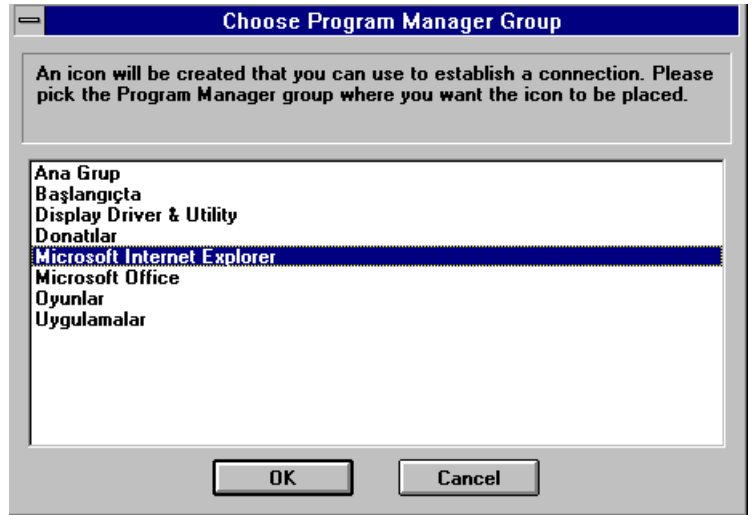 Choose Program Manager Group
An icon will be created that you can use to establish a connection. Please
pick the Program Manager group where you want the icon to be placed.
Ana Grup
Başlangıçta
Display Driver & Utility
Donatılar
Microsoft Internet Explorer
Microsoft Office
Oyunlar
Uygulamalar
OK
Cancel